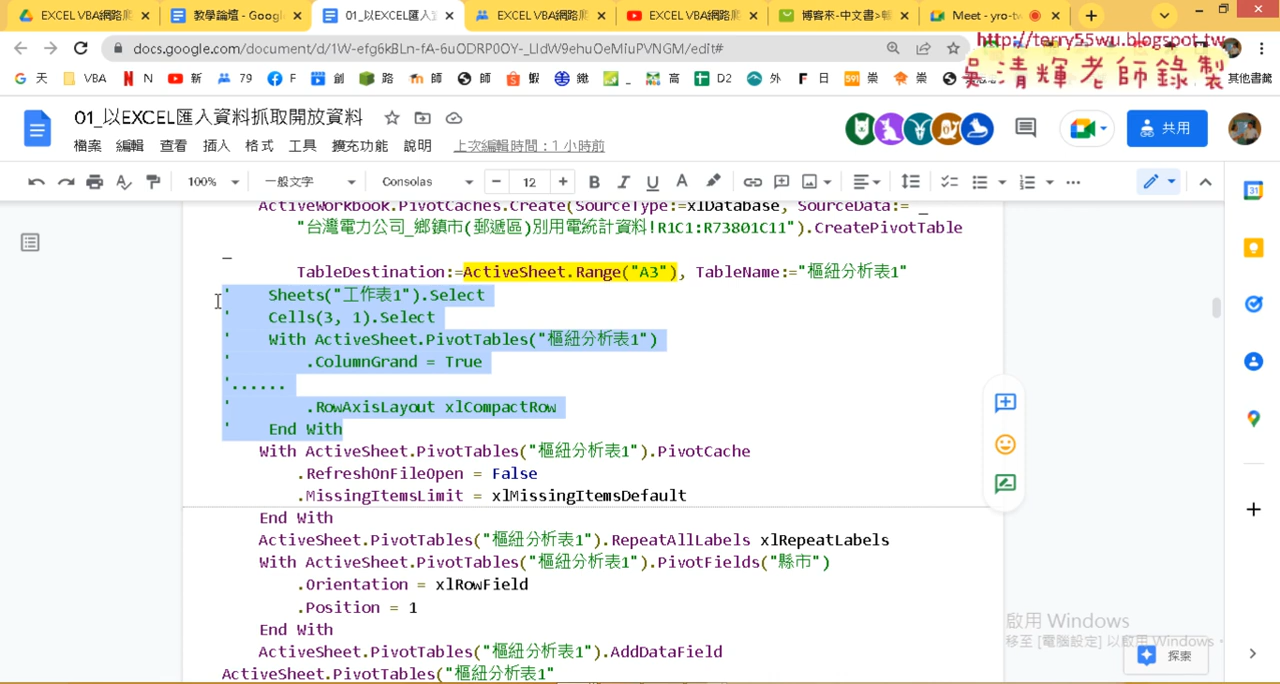 EXCEL VBA網路爬
教學論壇 - Googl
01_以EXCEL匯入
EXCEL VBA網路爬
EXCEL VBA網路爬
博客來-中文書>
Meet - yro-t
docs.google.com/document/d/1W-efg6kBLn-fA-6uODRP0OY-_LIdW9ehuOeMiuPVNGM/edit#
http://terry55wu.blogspot.tw
吳清輝老師錄製
天
VBA
N
新
79
F
創
路
師
師
蝦
繼
高
D2
外
日
崇
崇
其他書籤
01_以EXCEL匯入資料抓取開放資料
檔案 編輯 查看 插入 格式 工具 擴充功能 說明 上次編輯時間：1 小時前
共用
100% 一般文字 Consolas 12
ActiveWorkbook.PivotCaches.Create(SourceType:=xlDatabase, SourceData:= _
"台灣電力公司_鄉鎮市(郵遞區)別用電統計資料!R1C1:R73801C11").CreatePivotTable
_
TableDestination:=ActiveSheet.Range("A3"), TableName:="樞紐分析表1"
' Sheets("工作表1").Select
' Cells(3, 1).Select
' With ActiveSheet.PivotTables("樞紐分析表1")
' .ColumnGrand = True
'......
' .RowAxisLayout xlCompactRow
' End With
With ActiveSheet.PivotTables("樞紐分析表1").PivotCache
.RefreshOnFileOpen = False
.MissingItemsLimit = xlMissingItemsDefault
End With
ActiveSheet.PivotTables("樞紐分析表1").RepeatAllLabels xlRepeatLabels
With ActiveSheet.PivotTables("樞紐分析表1").PivotFields("縣市")
.Orientation = xlRowField
.Position = 1
End With
ActiveSheet.PivotTables("樞紐分析表1").AddDataField
ActiveSheet.PivotTables("樞紐分析表1"
啟用 Windows
移至 [電腦設定] 以啟用 Windows。
探索